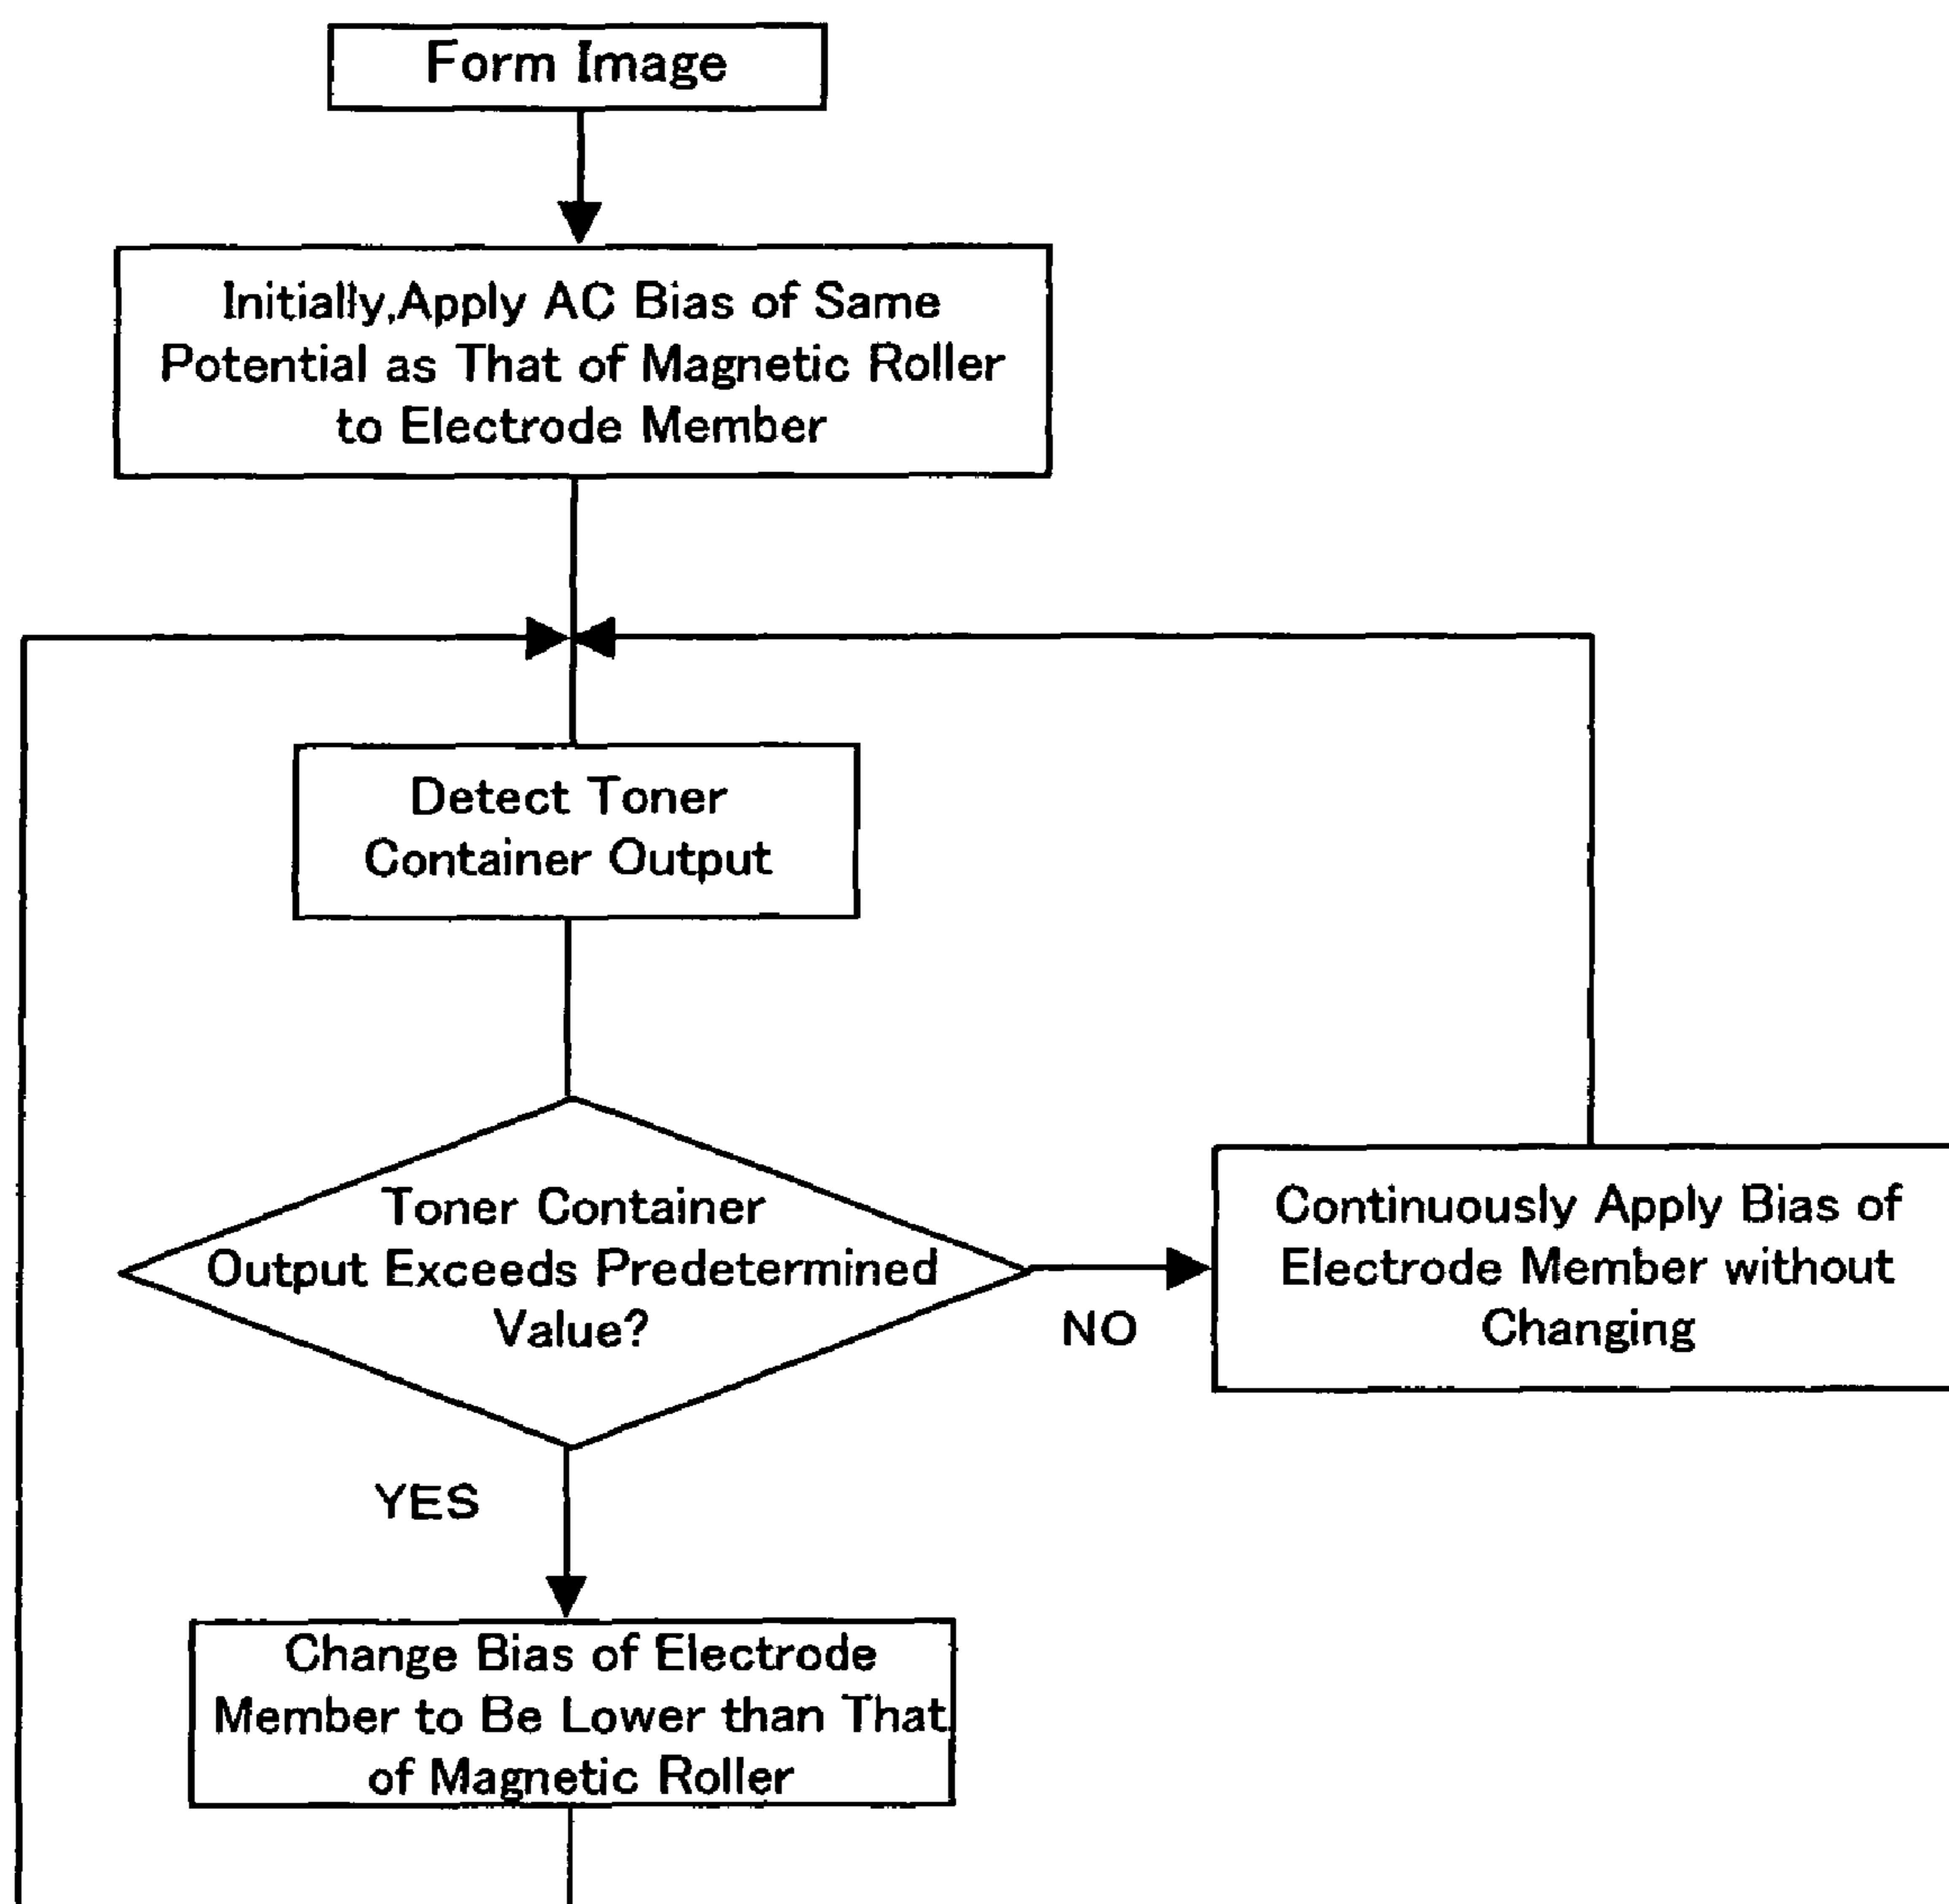 Form Image
Initially,Apply AC Bias of Same
Potential as That of Magnetic Roller
to Electrode Member
Detect Toner
Container Output
Toner Container
Output Exceeds Predetermined
Value?
NO
Continuously Apply Bias of
Electrode Member without
Changing
YES
Change Bias of Electrode
Member to Be Lower than That
of Magnetic Roller